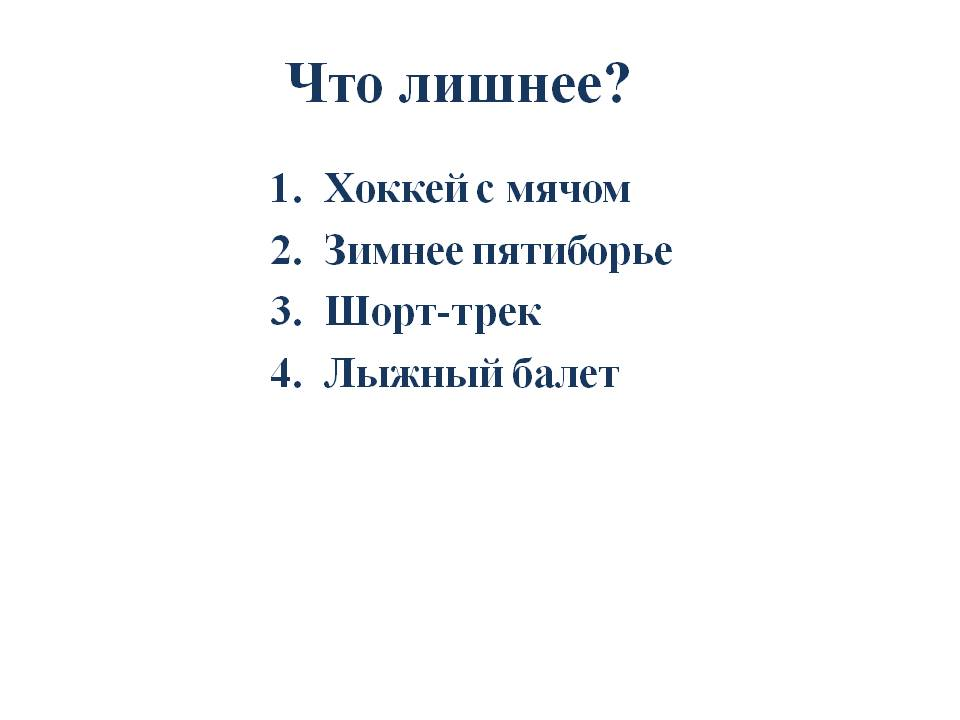 Что лишнее?
1. Хоккей с мячом
2. Зимнее пятиборье
3. Шорт-трек
4. Лыжный балет